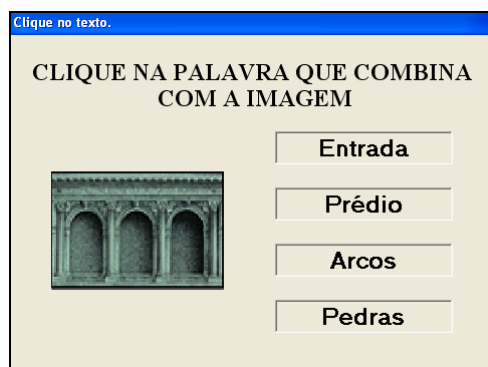 Clique no texto.
CLIQUE NA PALAVRA QUE COMBINA
COM A IMAGEM
Entrada
Prédio
Arcos
Pedras